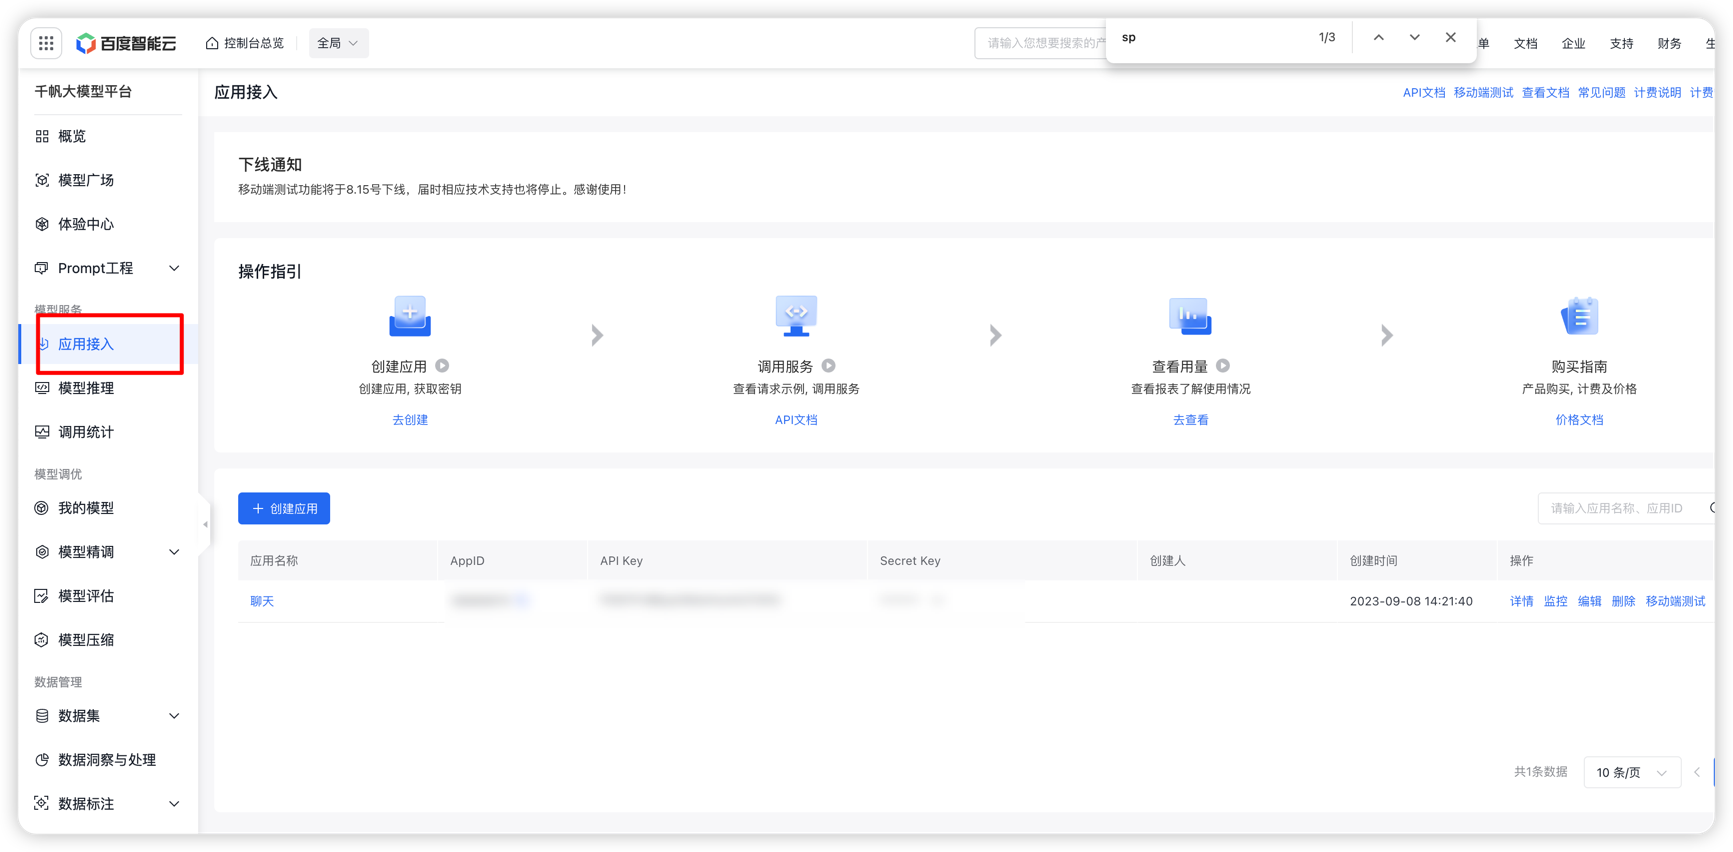 百度智能云
控制台总览
全局
请输入您想要搜索的产
sp
1/3
单
文档
企业
支持
财务
千帆大模型平台
概览
模型广场
体验中心
Prompt工程
模型服务
应用接入
模型推理
调用统计
模型调优
我的模型
模型精调
模型评估
模型压缩
数据管理
数据集
数据洞察与处理
数据标注
应用接入
API文档 移动端测试 查看文档 常见问题 计费说明 计费
下线通知
移动端测试功能将于8.15号下线，届时相应技术支持也将停止。感谢使用！
操作指引
创建应用
创建应用, 获取密钥
去创建
调用服务
查看请求示例, 调用服务
API文档
查看用量
查看报表了解使用情况
去查看
购买指南
产品购买, 计费及价格
价格文档
创建应用
请输入应用名称、应用ID
应用名称 AppID API Key Secret Key 创建人 创建时间 操作
聊天 2023-09-08 14:21:40 详情 监控 编辑 删除 移动端测试
共1条数据 10 条/页